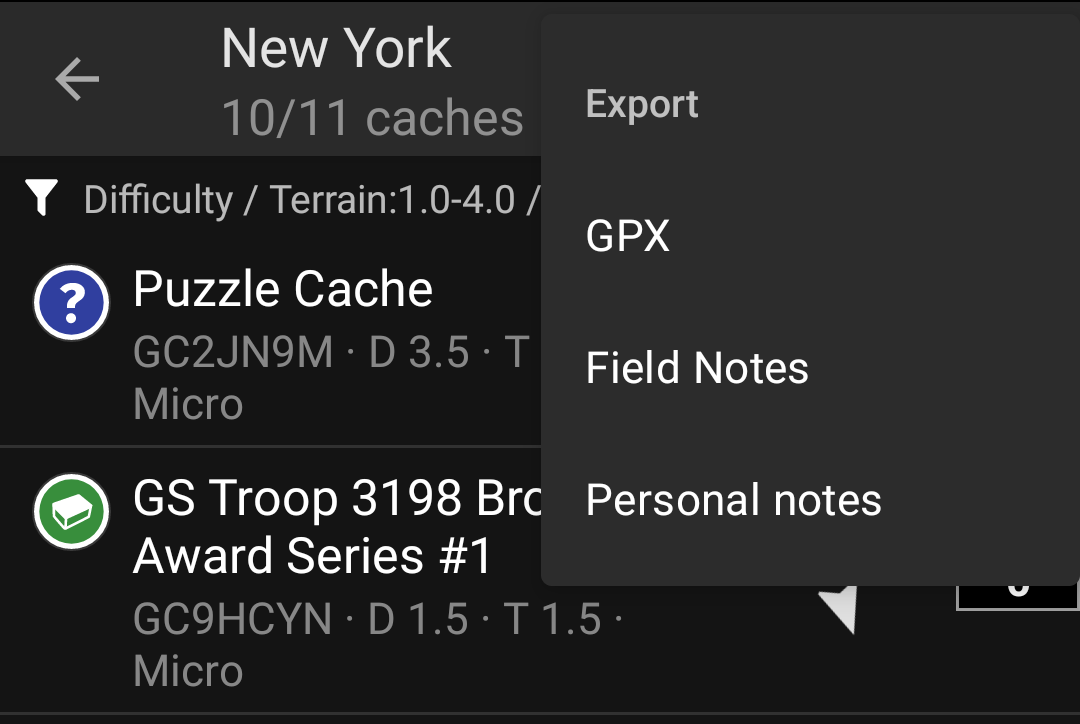 New York
10/11 caches
Export
Difficulty / Terrain:1.0-4.0 /
GPX
? Puzzle Cache
GC2JN9M · D 3.5 · T
Micro
Field Notes
GS Troop 3198
Award Series #1
Personal notes
GC9HCYN · D 1.5 · T 1.5 ·
Micro